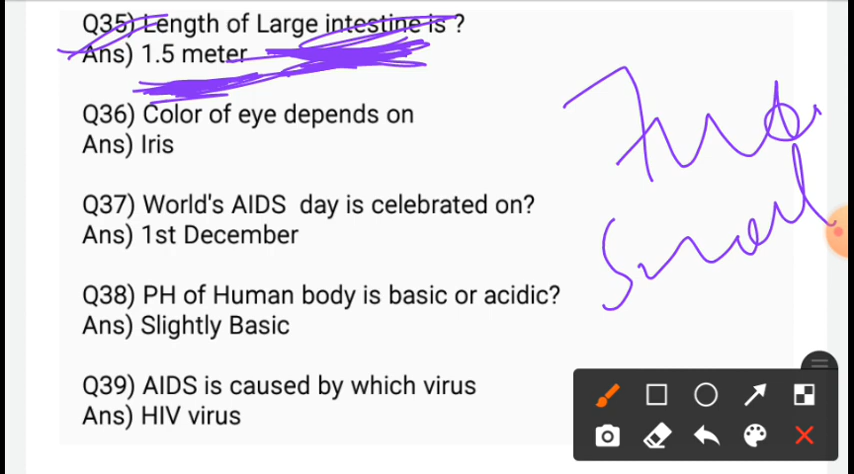 Q35) Length of Large intestine is ?
Ans) 1.5 meter
Q36) Color of eye depends on
Ans) Iris
Q37) World's AIDS day is celebrated on?
Ans) 1st December
Q38) PH of Human body is basic or acidic?
Ans) Slightly Basic
Q39) AIDS is caused by which virus
Ans) HIV virus